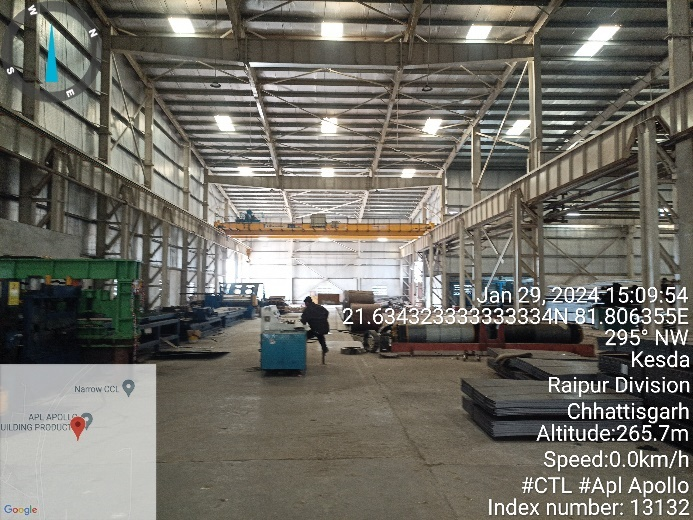 N
S
E
Jan 29, 2024 15:09:54
21.634323333333334N 81.806355E
295° NW
Kesda
Raipur Division
Chhattisgarh
Altitude:265.7m
Speed:0.0km/h
#CTL #Apl Apollo
Index number: 13132
Narrow CCL
APL APOLLO
UILDING PRODUCT
Google